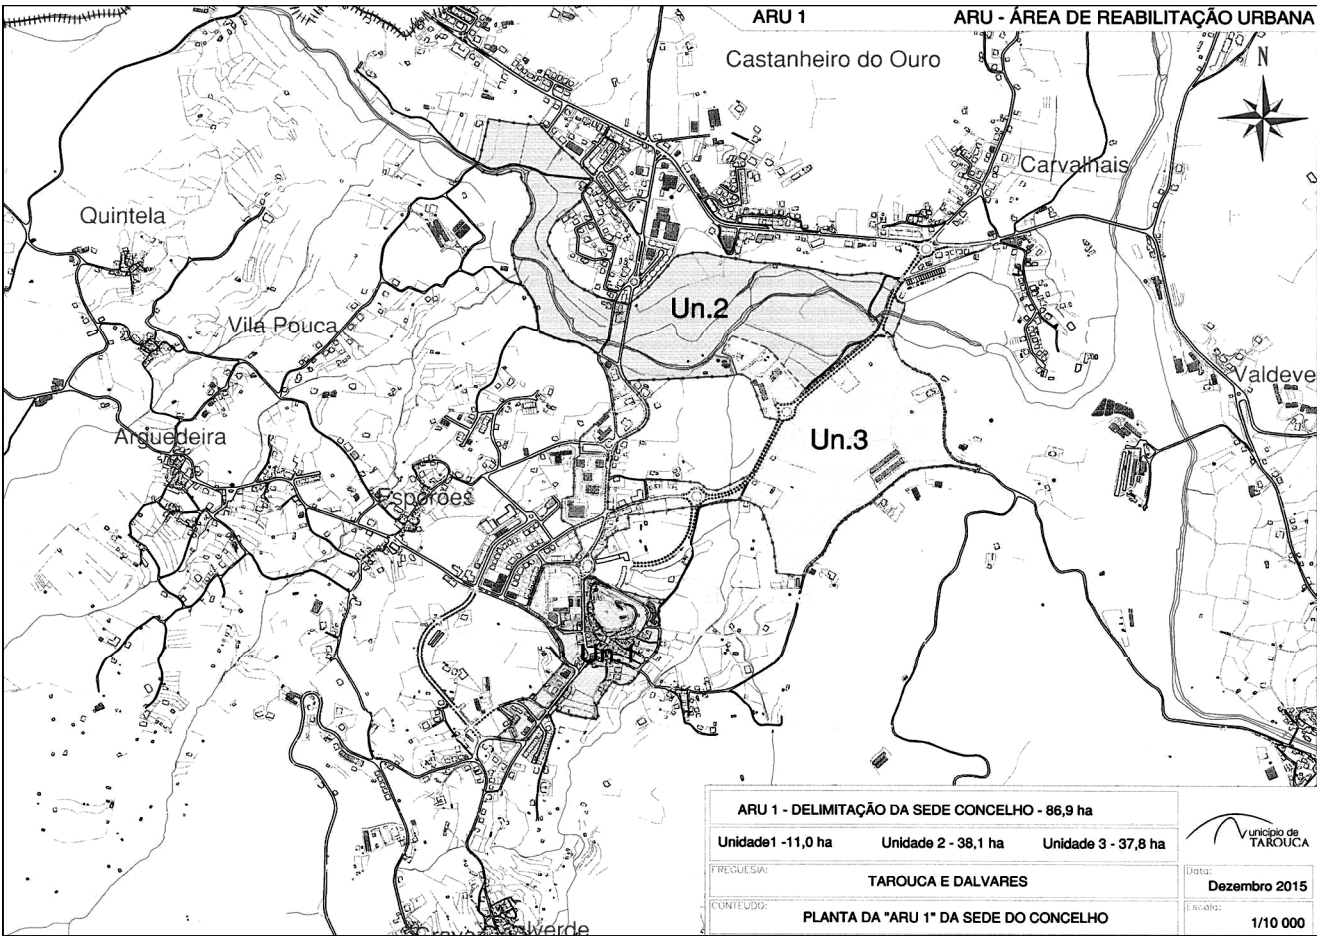 ARU 1
ARU - ÁREA DE REABILITAÇÃO URBANA
Castanheiro do Ouro
N
Carvalhais
Quintela
Un.2
Vila Pouca
Valdeve
Arguedeira
Un.3
Esporões
Un. 1
ARU 1 - DELIMITAÇÃO DA SEDE CONCELHO - 86,9 ha
Unidade1 -11,0 ha
Unidade 2 - 38,1 ha
Unidade 3 - 37,8 ha
Município de
TAROUCA
FREGUESIA:
TAROUCA E DALVARES
Data:
Dezembro 2015
CONTEUDO:
PLANTA DA "ARU 1" DA SEDE DO CONCELHO
Escala:
1/10 000